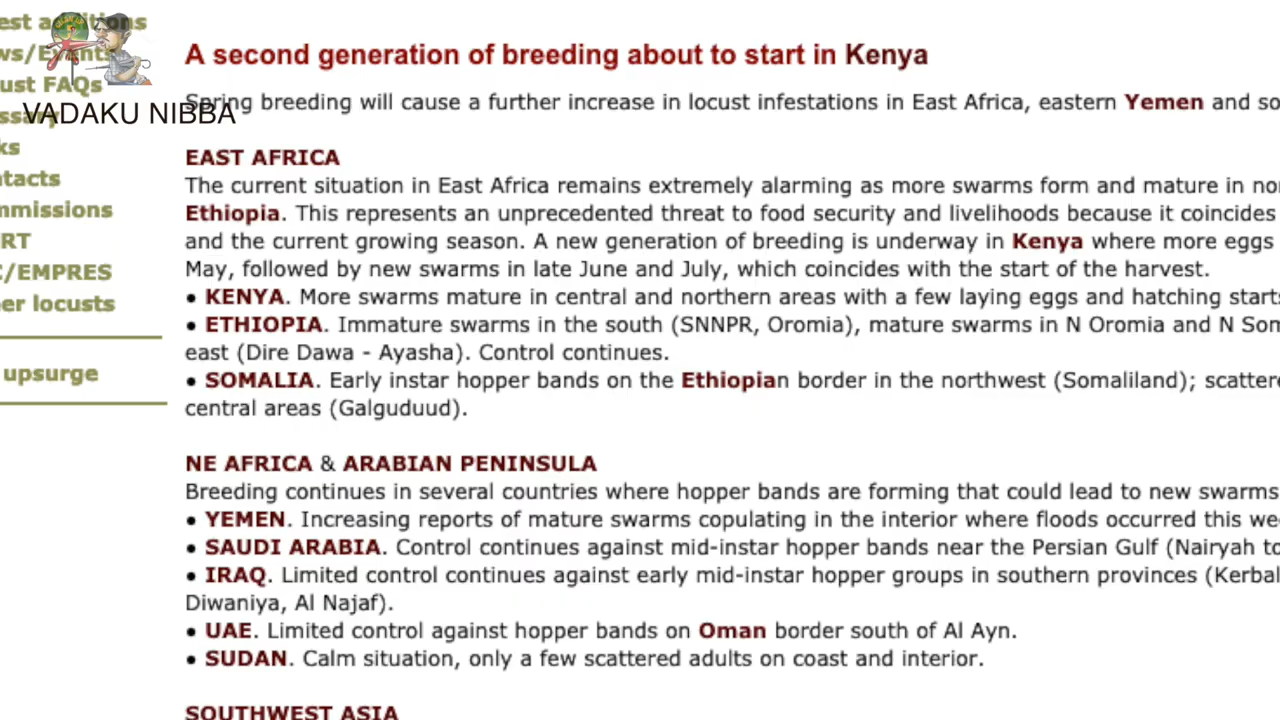 est additions
ws/Events
ust FAQs
ssary
ks
ntacts
mmissions
RT
C/EMPRES
er locusts
upsurge
VADAKU NIBBA
A second generation of breeding about to start in Kenya
Spring breeding will cause a further increase in locust infestations in East Africa, eastern Yemen and so
EAST AFRICA
The current situation in East Africa remains extremely alarming as more swarms form and mature in no
Ethiopia. This represents an unprecedented threat to food security and livelihoods because it coincides
and the current growing season. A new generation of breeding is underway in Kenya where more eggs
May, followed by new swarms in late June and July, which coincides with the start of the harvest.
• KENYA. More swarms mature in central and northern areas with a few laying eggs and hatching starts
• ETHIOPIA. Immature swarms in the south (SNNPR, Oromia), mature swarms in N Oromia and N Som
east (Dire Dawa - Ayasha). Control continues.
• SOMALIA. Early instar hopper bands on the Ethiopian border in the northwest (Somaliland); scattere
central areas (Galguduud).
NE AFRICA & ARABIAN PENINSULA
Breeding continues in several countries where hopper bands are forming that could lead to new swarms
• YEMEN. Increasing reports of mature swarms copulating in the interior where floods occurred this we
• SAUDI ARABIA. Control continues against mid-instar hopper bands near the Persian Gulf (Nairyah to
• IRAQ. Limited control continues against early mid-instar hopper groups in southern provinces (Kerbal
Diwaniya, Al Najaf).
• UAE. Limited control against hopper bands on Oman border south of Al Ayn.
• SUDAN. Calm situation, only a few scattered adults on coast and interior.
SOUTHWEST ASIA